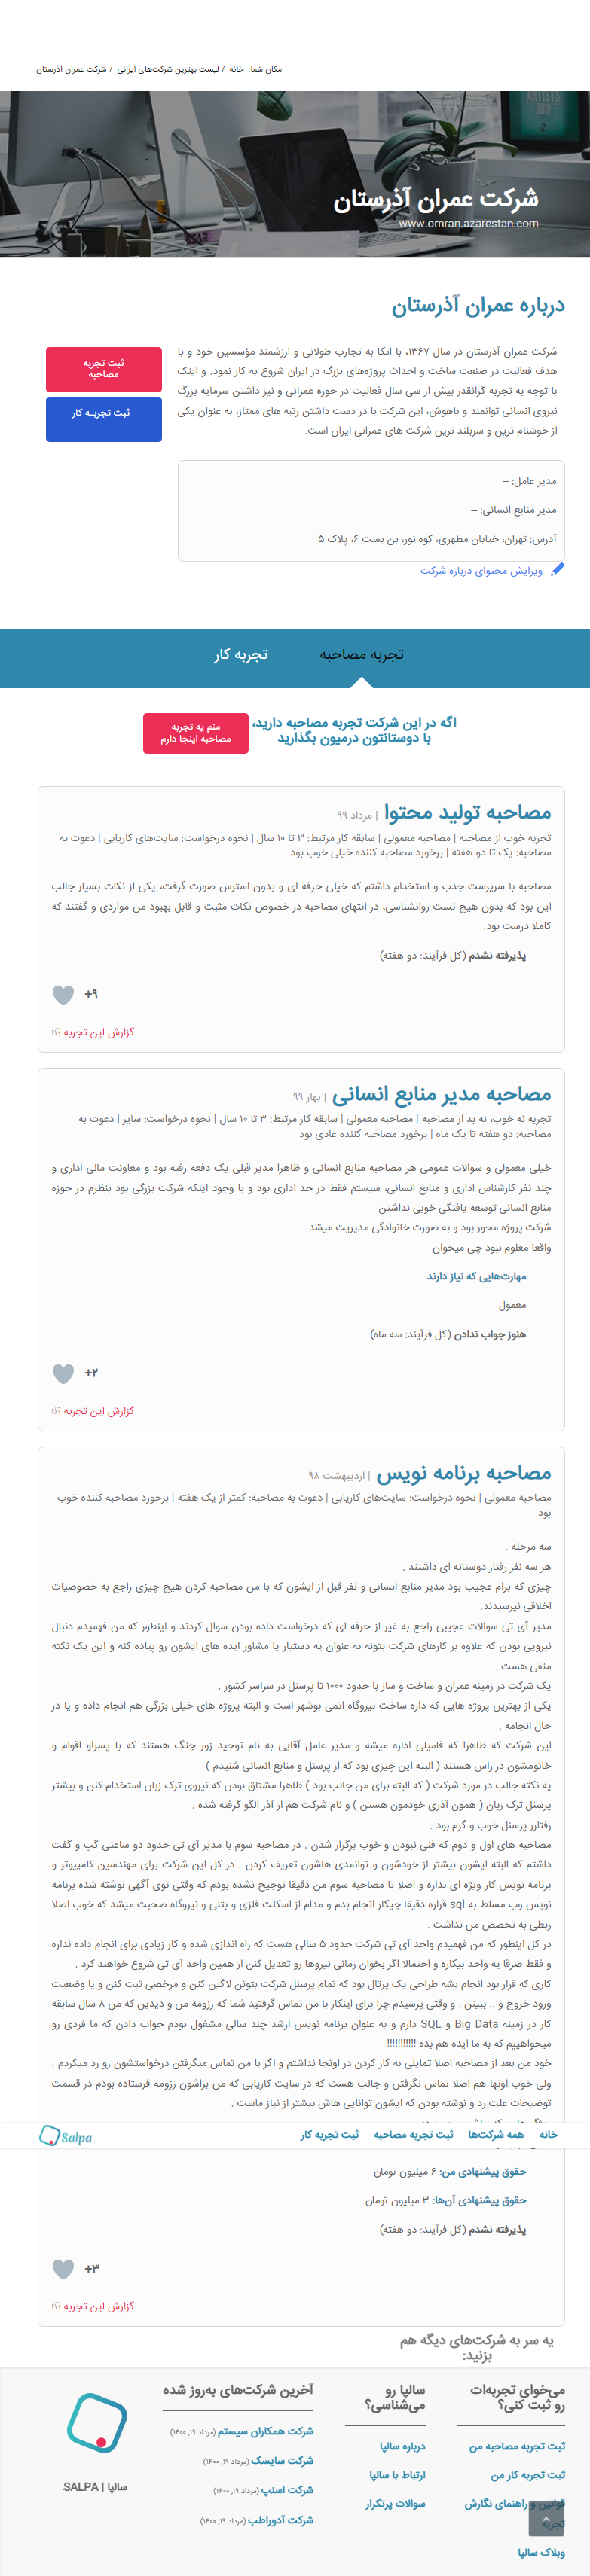 مکان شما: خانه / لیست بهترین شرکت‌های ایرانی / شرکت عمران آذرستان
شرکت عمران آذرستان
www.omran.azarestan.com
درباره عمران آذرستان
شرکت عمران آذرستان در سال ۱۳۶۷، با اتکا به تجارب طولانی و ارزشمند مؤسسین خود و با
هدف فعالیت در صنعت ساخت و احداث پروژه‌های بزرگ در ایران شروع به کار نمود. و اینک
با توجه به تجربه گرانقدر بیش از سی سال فعالیت در حوزه عمرانی و نیز داشتن سرمایه بزرگ
نیروی انسانی توانمند و باهوش، این شرکت با در دست داشتن رتبه های ممتاز، به عنوان یکی
از خوشنام ترین و سربلند ترین شرکت های عمرانی ایران است.
ثبت تجربه
مصاحبه
ثبت تجربـه کار
مدیر عامل: –
مدیر منابع انسانی: –
آدرس: تهران، خیابان مطهری، کوه نور، بن بست ۶، پلاک ۵
ویرایش محتوای درباره شرکت
تجربه مصاحبه
تجربه کار
اگه در این شرکت تجربه مصاحبه دارید،
با دوستانتون درمیون بگذارید
منم یه تجربه
مصاحبه اینجا دارم
مصاحبه تولید محتوا | مرداد ۹۹
تجربه خوب از مصاحبه | مصاحبه معمولی | سابقه کار مرتبط: ۳ تا ۱۰ سال | نحوه درخواست: سایت‌های کاریابی | دعوت به
مصاحبه: یک تا دو هفته | برخورد مصاحبه کننده خیلی خوب بود
مصاحبه با سرپرست جذب و استخدام داشتم که خیلی حرفه ای و بدون استرس صورت گرفت، یکی از نکات بسیار جالب
این بود که بدون هیچ تست روانشناسی، در انتهای مصاحبه در خصوص نکات مثبت و قابل بهبود من مواردی و گفتند که
کاملا درست بود.
پذیرفته نشدم (کل فرآیند: دو هفته)
+۹
گزارش این تجربه
مصاحبه مدیر منابع انسانی | بهار ۹۹
تجربه نه خوب، نه بد از مصاحبه | مصاحبه معمولی | سابقه کار مرتبط: ۳ تا ۱۰ سال | نحوه درخواست: سایر | دعوت به
مصاحبه: دو هفته تا یک ماه | برخورد مصاحبه کننده عادی بود
خیلی معمولی و سوالات عمومی هر مصاحبه منابع انسانی و ظاهرا مدیر قبلی یک دفعه رفته بود و معاونت مالی اداری و
چند نفر کارشناس اداری و منابع انسانی، سیستم فقط در حد اداری بود و با وجود اینکه شرکت بزرگی بود بنظرم در حوزه
منابع انسانی توسعه یافتگی خوبی نداشتن
شرکت پروژه محور بود و به صورت خانوادگی مدیریت میشد
واقعا معلوم نبود چی میخوان
مهارت‌هایی که نیاز دارند
معمول
هنوز جواب ندادن (کل فرآیند: سه ماه)
+۲
گزارش این تجربه
مصاحبه برنامه نویس | اردیبهشت ۹۸
مصاحبه معمولی | نحوه درخواست: سایت‌های کاریابی | دعوت به مصاحبه: کمتر از یک هفته | برخورد مصاحبه کننده خوب
بود
سه مرحله .
هر سه نفر رفتار دوستانه ای داشتند .
چیزی که برام عجیب بود مدیر منابع انسانی و نفر قبل از ایشون که با من مصاحبه کردن هیچ چیزی راجع به خصوصیات
اخلاقی نپرسیدند.
مدیر آی تی سوالات عجیبی راجع به غیر از حرفه ای که درخواست داده بودن سوال کردند و اینطور که من فهمیدم دنبال
نیرویی بودن که علاوه بر کارهای شرکت بتونه به عنوان یه دستیار یا مشاور ایده های ایشون رو پیاده کنه و این یک نکته
منفی هست .
یک شرکت در زمینه عمران و ساخت و ساز با حدود ۱۰۰۰ تا پرسنل در سراسر کشور .
یکی از بهترین پروژه هایی که داره ساخت نیروگاه اتمی بوشهر است و البته پروژه های خیلی بزرگی هم انجام داده و یا در
حال انجامه .
این شرکت که ظاهرا که فامیلی اداره میشه و مدیر عامل آقایی به نام توحید زور چنگ هستند که با پسراو اقوام و
خانومشون در راس هستند ( البته این چیزی بود که از پرسنل و منابع انسانی شنیدم )
یه نکته جالب در مورد شرکت ( که البته برای من جالب بود ) ظاهرا مشتاق بودن که نیروی ترک زبان استخدام کنن و بیشتر
پرسنل ترک زبان ( همون آذری خودمون هستن ) و نام شرکت هم از آذر الگو گرفته شده .
رفتار پرسنل خوب و گرم بود .
مصاحبه های اول و دوم که فنی نبودن و خوب برگزار شدن . در مصاحبه سوم با مدیر آی تی حدود دو ساعتی گپ و گفت
داشتم که البته ایشون بیشتر از خودشون و توانمدی هاشون تعریف کردن . در کل این شرکت برای مهندسین کامپیوتر و
برنامه نویس کار ویژه ای نداره و اصلا تا مصاحبه سوم من دقیقا توجیح نشده بودم که وقتی توی آگهی نوشته شده برنامه
نویس وب مسلط به sql قراره دقیقا چیکار انجام بدم و مدام از اسکلت فلزی و بتنی و نیروگاه صحبت میشد که خوب اصلا
ربطی به تخصص من نداشت .
در کل اینطور که من فهمیدم واحد آی تی شرکت حدود ۵ سالی هست که راه اندازی شده و کار زیادی برای انجام داده نداره
و فقط صرفا یه واحد بیکاره و احتمالا اگر بخوان زمانی نیروها رو تعدیل کنن از همین واحد آی تی شروع خواهند کرد .
کاری که قرار بود انجام بشه طراحی یک پرتال بود که تمام پرسنل شرکت بتونن لاگین کنن و مرخصی ثبت کنن و یا وضعیت
ورود خروج و .. ببینن . و وقتی پرسیدم چرا برای اینکار با من تماس گرفتید شما که رزومه من و دیدین که من ۸ سال سابقه
کار در زمینه Big Data و SQL دارم و به عنوان برنامه نویس ارشد چند سالی مشغول بودم جواب دادن که ما فردی رو
میخواهییم که به ما ایده هم بده !!!!!!!!!!!
خود من بعد از مصاحبه اصلا تمایلی به کار کردن در اونجا نداشتم و اگر با من تماس میگرفتن درخواستشون رو رد میکردم .
ولی خوب اونها هم اصلا تماس نگرفتن و جالب هست که در سایت کاریابی که من براشون رزومه فرستاده بودم در قسمت
توضیحات علت رد و نوشته بودن که ایشون توانایی هاش بیشتر از نیاز ماست .
خانه
همه شرکت‌ها
ثبت تجربه مصاحبه
ثبت تجربه کار
Salpa
حقوق پیشنهادی من: ۶ میلیون تومان
حقوق پیشنهادی آن‌ها: ۳ میلیون تومان
پذیرفته نشدم (کل فرآیند: دو هفته)
+۳
گزارش این تجربه
یه سر به شرکت‌های دیگه هم
بزنید:
می‌خوای تجربه‌ات
رو ثبت کنی؟
ثبت تجربه مصاحبه من
ثبت تجربه کار من
قوانین و راهنمای نگارش
تجربه
وبلاگ سالپا
سالپا رو
می‌شناسی؟
درباره سالپا
ارتباط با سالپا
سوالات پرتکرار
آخرین شرکت‌های به‌روز شده
شرکت همکاران سیستم (مرداد ۱۹, ۱۴۰۰)
شرکت سایسک (مرداد ۱۹, ۱۴۰۰)
شرکت اسنپ (مرداد ۱۹, ۱۴۰۰)
شرکت آدوراطب (مرداد ۱۹, ۱۴۰۰)
سالپا | SALPA